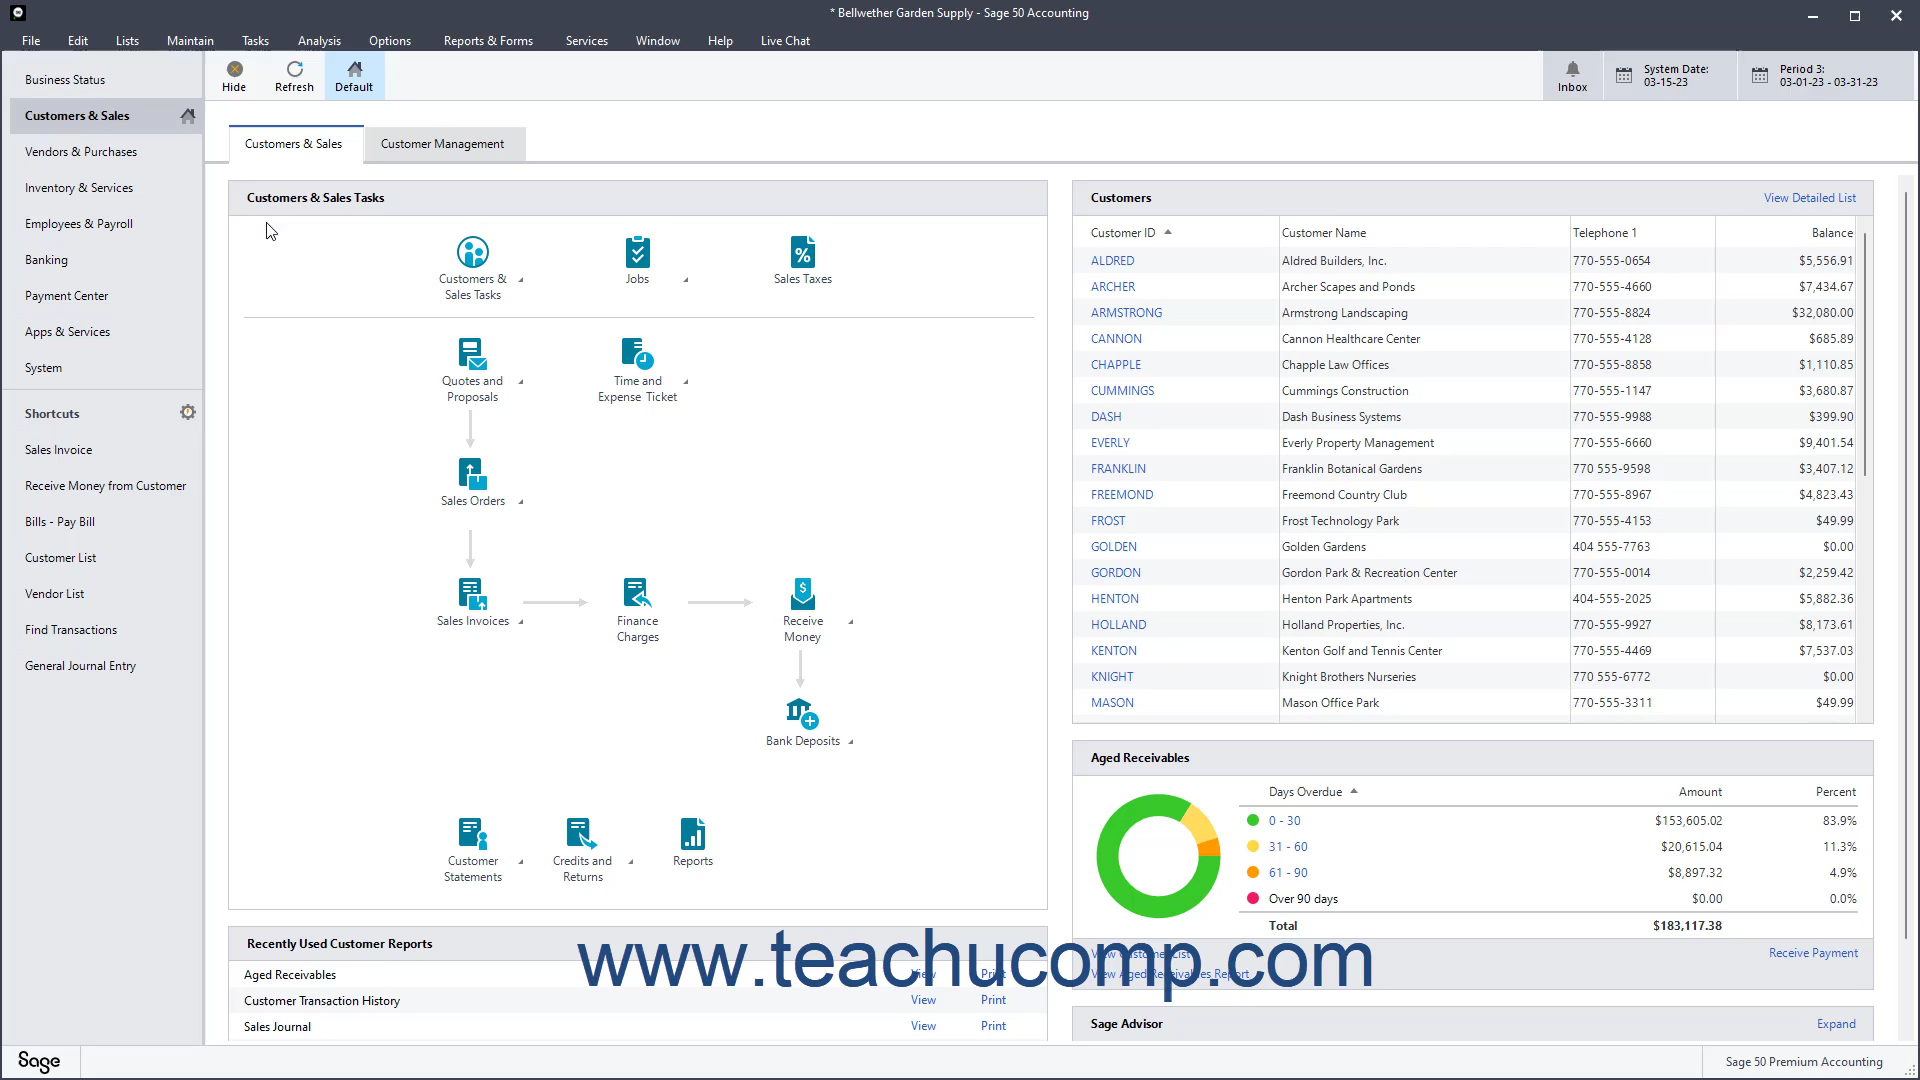 * Bellwether Garden Supply - Sage 50 Accounting
File Edit Lists Maintain Tasks Analysis Options Reports & Forms Services Window Help Live Chat
Business Status
Customers & Sales
Vendors & Purchases
Inventory & Services
Employees & Payroll
Banking
Payment Center
Apps & Services
System
Shortcuts
Sales Invoice
Receive Money from Customer
Bills - Pay Bill
Customer List
Vendor List
Find Transactions
General Journal Entry
Hide Refresh Default
Inbox
System Date:
03-15-23
Period 3:
03-01-23 - 03-31-23
Customers & Sales Customer Management
Customers & Sales Tasks
Customers &
Sales Tasks
Jobs
Sales Taxes
Quotes and
Proposals
Time and
Expense Ticket
Sales Orders
Sales Invoices
Finance
Charges
Receive
Money
Bank Deposits
Customer
Statements
Credits and
Returns
Reports
Recently Used Customer Reports
Aged Receivables View Print
Customer Transaction History View Print
Sales Journal View Print
Customers View Detailed List
Customer ID Customer Name Telephone 1 Balance
ALDRED Aldred Builders, Inc. 770-555-0654 $5,556.91
ARCHER Archer Scapes and Ponds 770-555-4660 $7,434.67
ARMSTRONG Armstrong Landscaping 770-555-8824 $32,080.00
CANNON Cannon Healthcare Center 770-555-4128 $685.89
CHAPPLE Chapple Law Offices 770-555-8858 $1,110.85
CUMMINGS Cummings Construction 770-555-1147 $3,680.87
DASH Dash Business Systems 770-555-9988 $399.90
EVERLY Everly Property Management 770-555-6660 $9,401.54
FRANKLIN Franklin Botanical Gardens 770 555-9598 $3,407.12
FREEMOND Freemond Country Club 770-555-8967 $4,823.43
FROST Frost Technology Park 770-555-4153 $49.99
GOLDEN Golden Gardens 404 555-7763 $0.00
GORDON Gordon Park & Recreation Center 770-555-0014 $2,259.42
HENTON Henton Park Apartments 404-555-2025 $5,882.36
HOLLAND Holland Properties, Inc. 770-555-9927 $8,173.61
KENTON Kenton Golf and Tennis Center 770-555-4469 $7,537.03
KNIGHT Knight Brothers Nurseries 770 555-6772 $0.00
MASON Mason Office Park 770-555-3311 $49.99
Aged Receivables
Days Overdue Amount Percent
0 - 30 $153,605.02 83.9%
31 - 60 $20,615.04 11.3%
61 - 90 $8,897.32 4.9%
Over 90 days $0.00 0.0%
Total $183,117.38
View Customer List Receive Payment
View Aged Receivables Report
Sage Advisor Expand
www.teachucomp.com
Sage
Sage 50 Premium Accounting